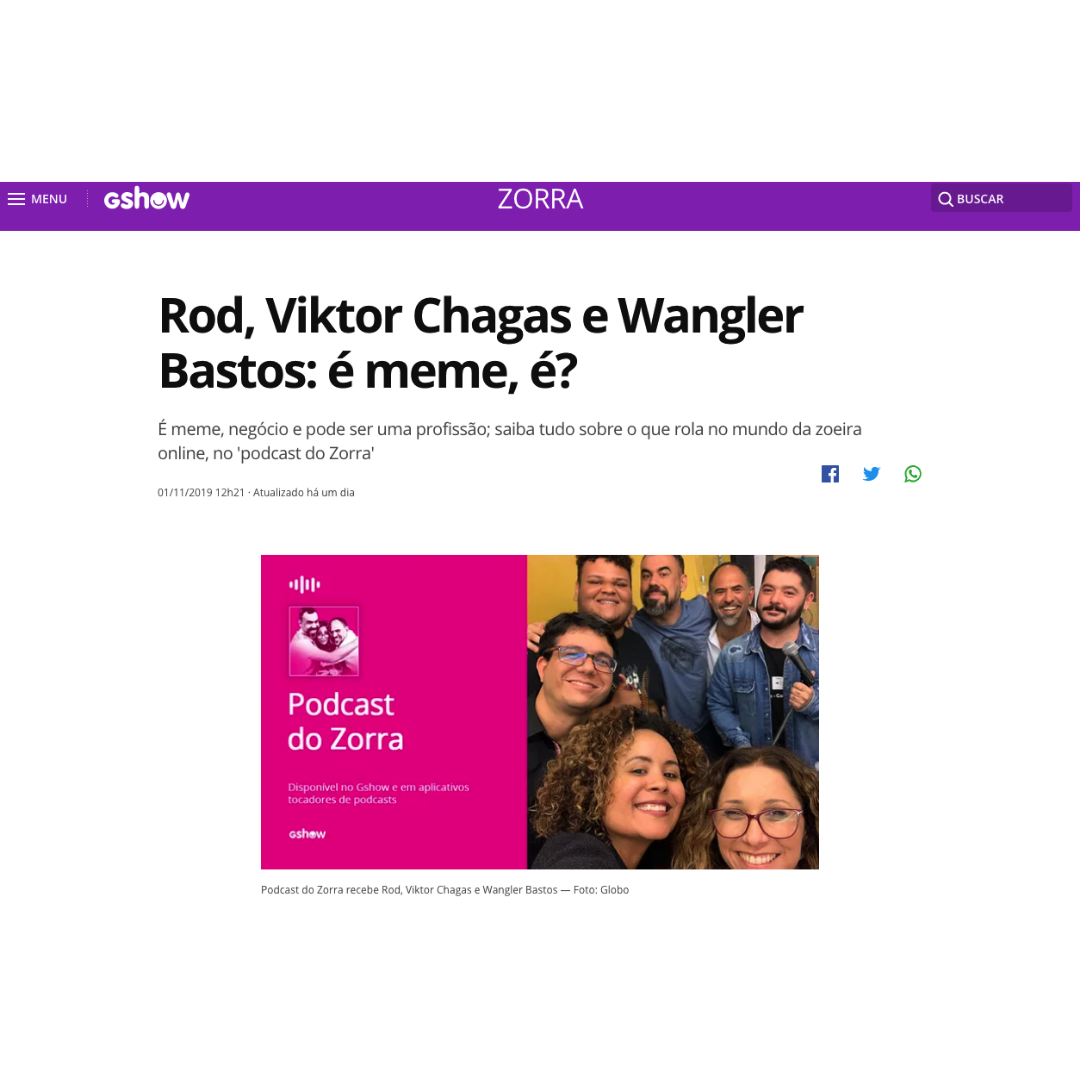 MENU
Gshow
ZORRA
BUSCAR
Rod, Viktor Chagas e Wangler
Bastos: é meme, é?
É meme, negócio e pode ser uma profissão; saiba tudo sobre o que rola no mundo da zoeira
online, no 'podcast do Zorra'
01/11/2019 12h21 · Atualizado há um dia
Podcast
do Zorra
Disponível no Gshow e em aplicativos
tocadores de podcasts
Gshow
Podcast do Zorra recebe Rod, Viktor Chagas e Wangler Bastos — Foto: Globo